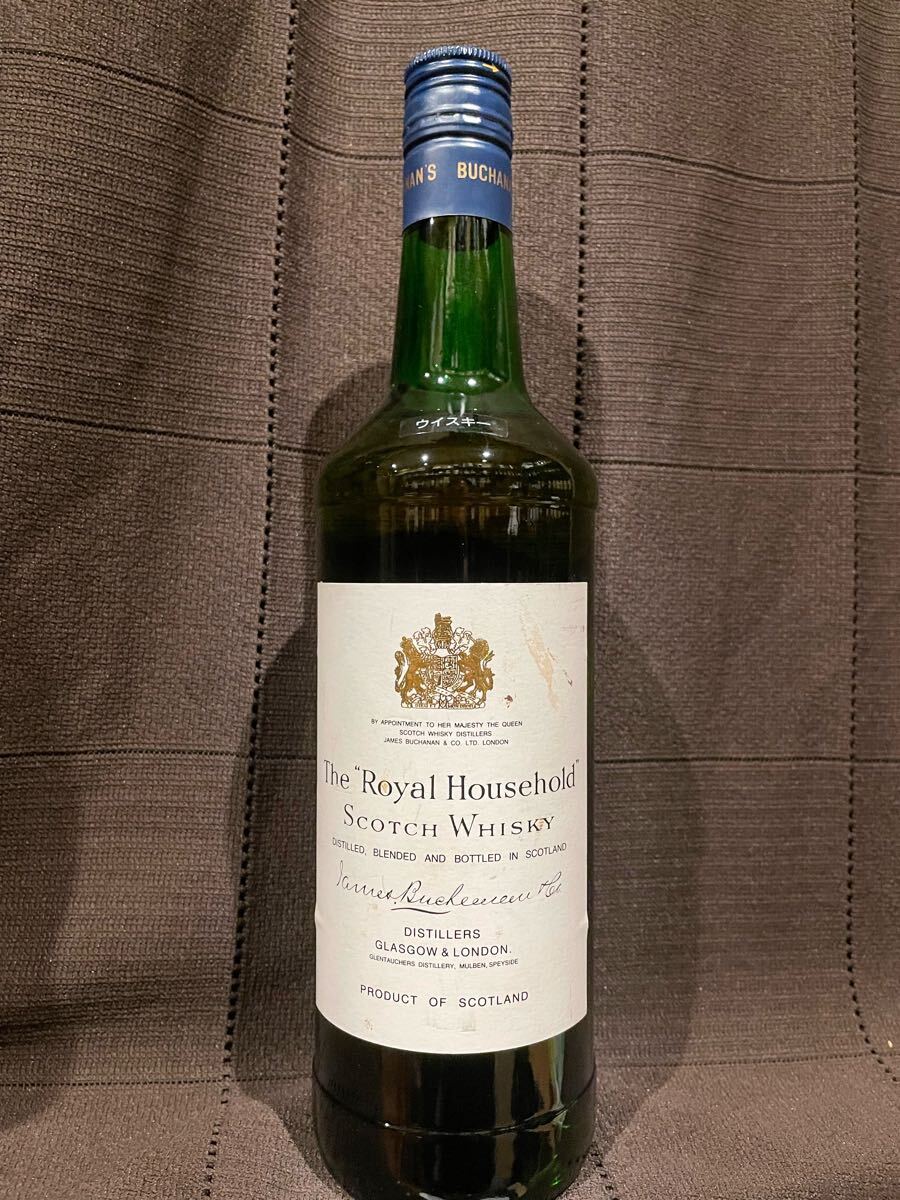 NAN'S BUCHAN
ウイスキー
BY APPOINTMENT TO HER MAJESTY THE QUEEN
SCOTCH WHISKY DISTILLERS
JAMES BUCHANAN & CO. LTD. LONDON
The "Royal Household"
SCOTCH WHISKY
DISTILLED, BLENDED AND BOTTLED IN SCOTLAND
James Buchanan & Co.
DISTILLERS
GLASGOW & LONDON.
GLENTAUCHERS DISTILLERY, MULBEN, SPEYSIDE
PRODUCT OF SCOTLAND